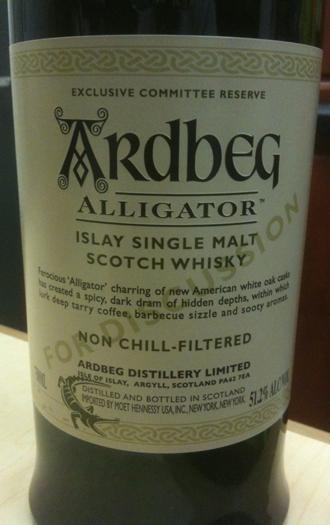 EXCLUSIVE COMMITTEE RESERVE
ARDBEG
ALLIGATOR™
ISLAY SINGLE MALT
SCOTCH WHISKY
Ferocious 'Alligator' charring of new American white oak casks
has created a spicy, dark dram of hidden depths, within which
lurk deep tarry coffee, barbecue sizzle and sooty aromas.
FOR DISCUSSION
NON CHILL-FILTERED
ARDBEG DISTILLERY LIMITED
ISLE OF ISLAY, ARGYLL, SCOTLAND PA42 7EA
DISTILLED AND BOTTLED IN SCOTLAND
IMPORTED BY MOET HENNESSY USA, INC., NEW YORK, NEW YORK
51.2% ALC./VOL.